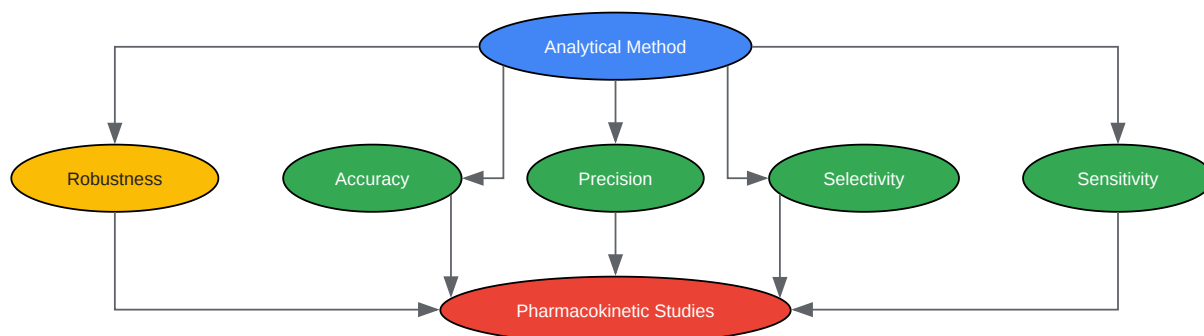 Analytical Method
Robustness
Accuracy
Precision
Selectivity
Sensitivity
Pharmacokinetic Studies